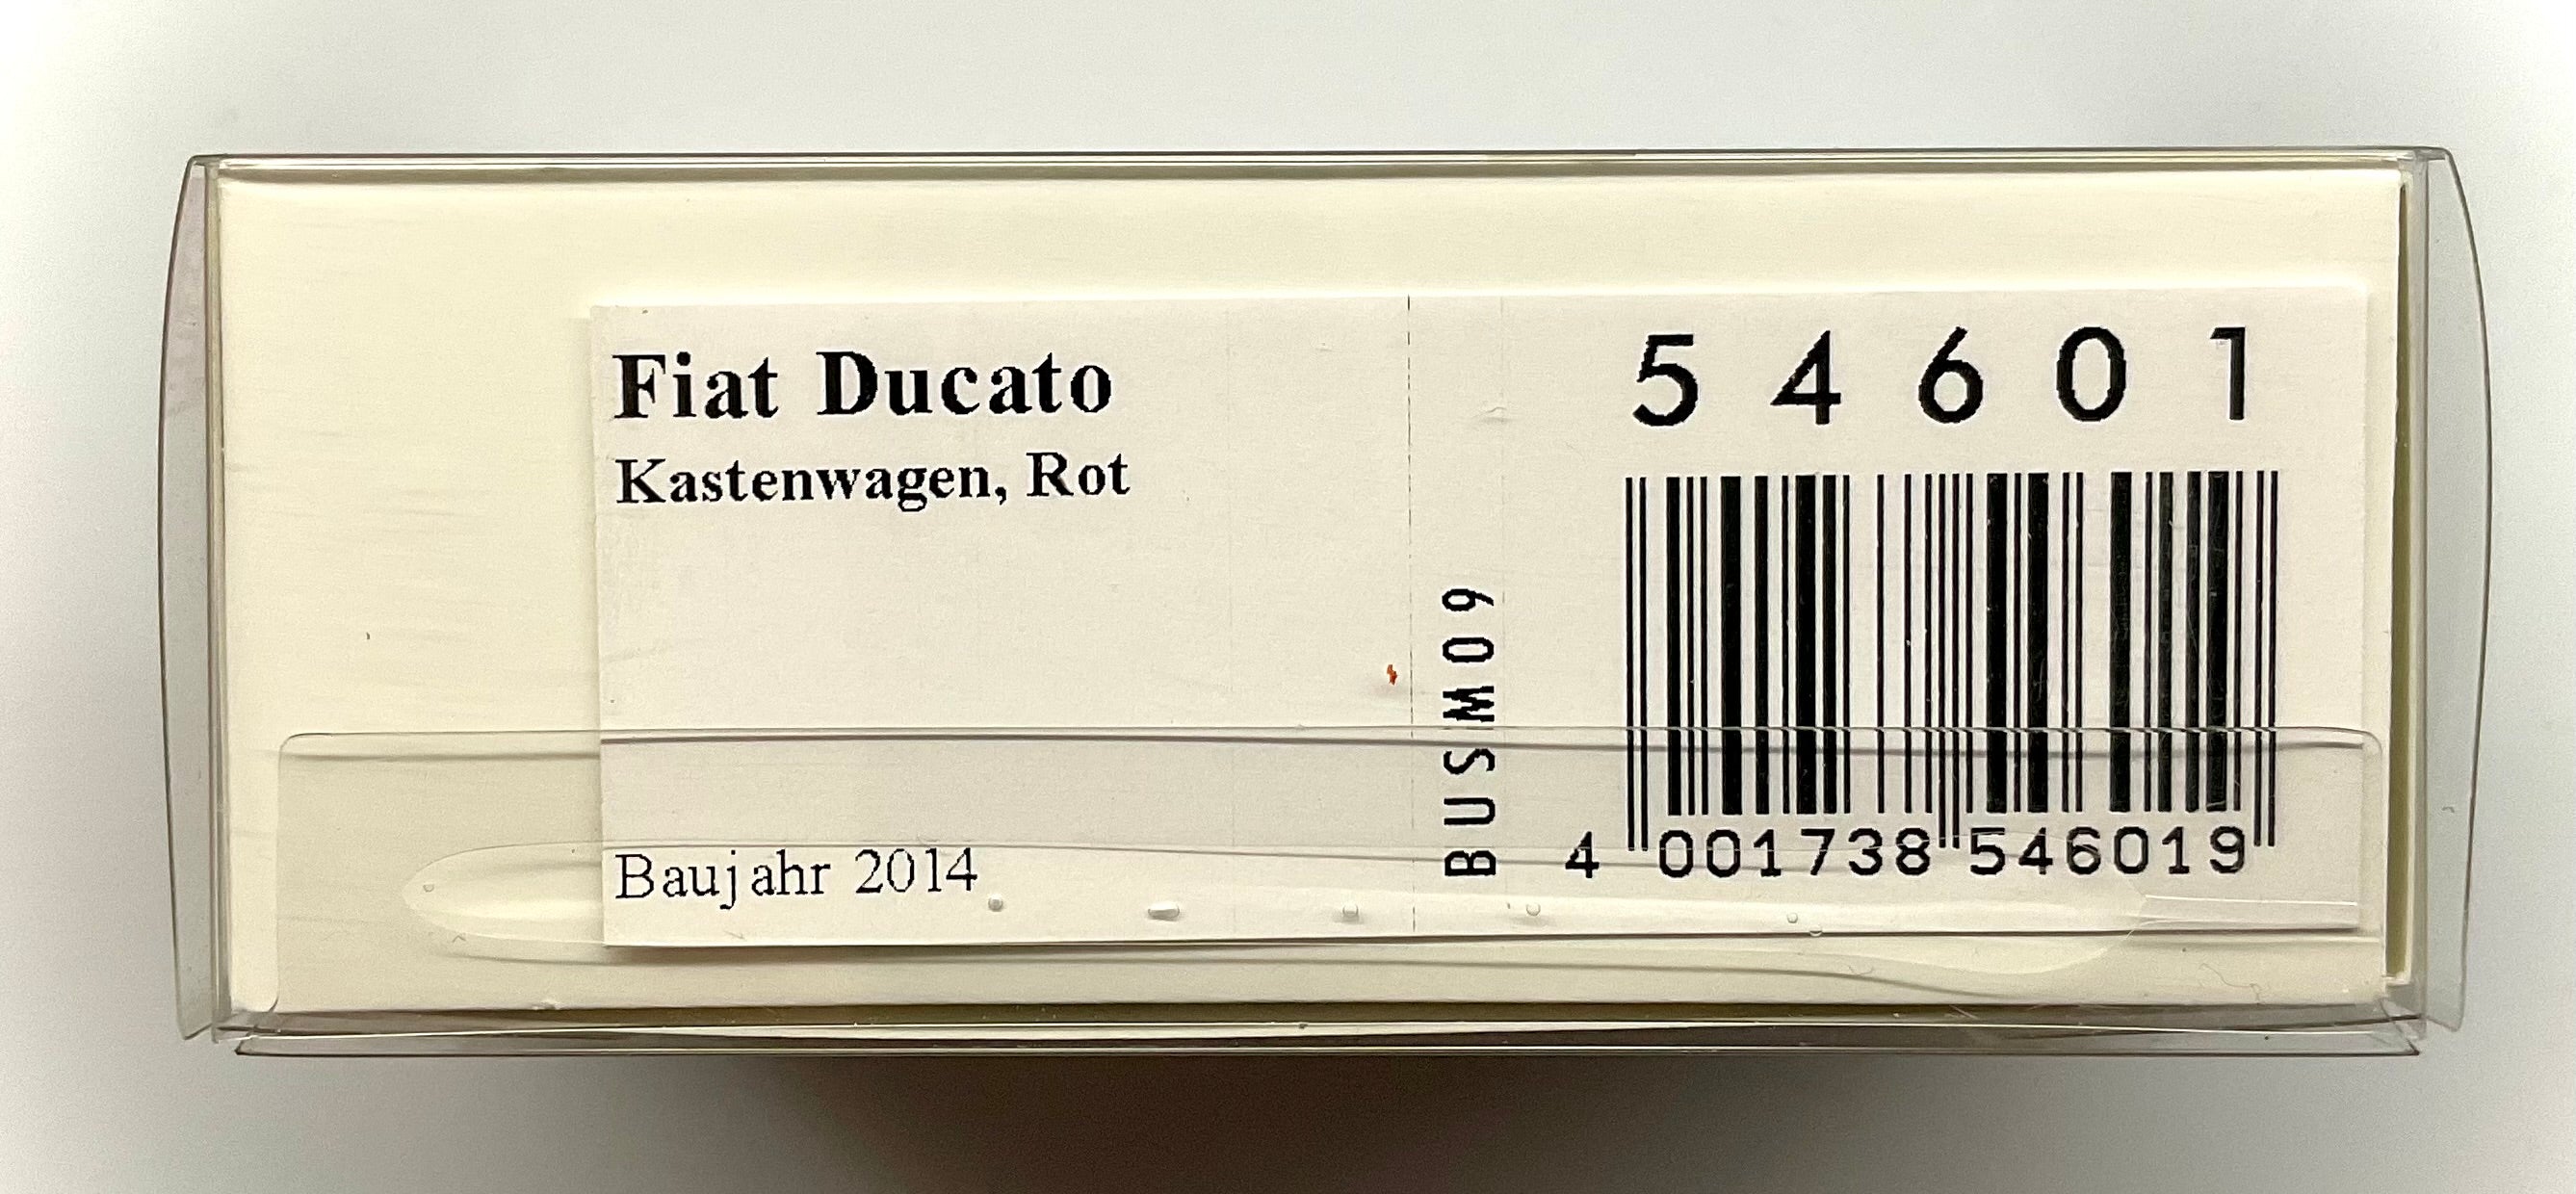 Fiat Ducato
Kastenwagen, Rot
Baujahr 2014
BUSM09
54601
4 001738 546019